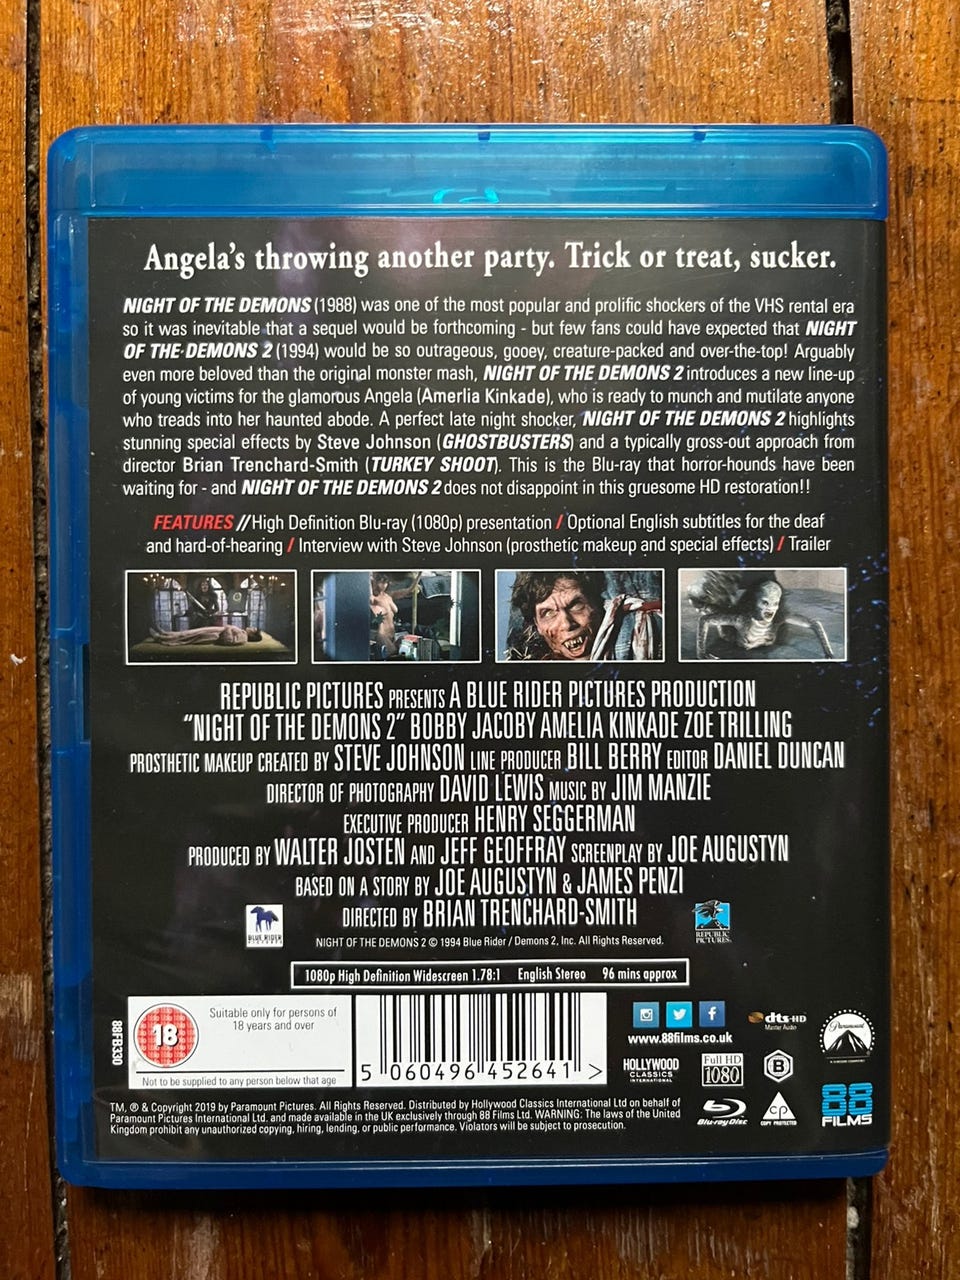 Angela's throwing another party. Trick or treat, sucker.
NIGHT OF THE DEMONS (1988) was one of the most popular and prolific shockers of the VHS rental era
so it was inevitable that a sequel would be forthcoming - but few fans could have expected that NIGHT
OF THE DEMONS 2 (1994) would be so outrageous, gooey, creature-packed and over-the-top! Arguably
even more beloved than the original monster mash, NIGHT OF THE DEMONS 2 introduces a new line-up
of young victims for the glamorous Angela (Amerlia Kinkade), who is ready to munch and mutilate anyone
who treads into her haunted abode. A perfect late night shocker, NIGHT OF THE DEMONS 2 highlights
stunning special effects by Steve Johnson (GHOSTBUSTERS) and a typically gross-out approach from
director Brian Trenchard-Smith (TURKEY SHOOT). This is the Blu-ray that horror-hounds have been
waiting for - and NIGHT OF THE DEMONS 2 does not disappoint in this gruesome HD restoration!!
FEATURES // High Definition Blu-ray (1080p) presentation / Optional English subtitles for the deaf
and hard-of-hearing / Interview with Steve Johnson (prosthetic makeup and special effects) / Trailer
REPUBLIC PICTURES PRESENTS A BLUE RIDER PICTURES PRODUCTION
"NIGHT OF THE DEMONS 2" BOBBY JACOBY AMELIA KINKADE ZOE TRILLING
PROSTHETIC MAKEUP CREATED BY STEVE JOHNSON LINE PRODUCER BILL BERRY EDITOR DANIEL DUNCAN
DIRECTOR OF PHOTOGRAPHY DAVID LEWIS MUSIC BY JIM MANZIE
EXECUTIVE PRODUCER HENRY SEGGERMAN
PRODUCED BY WALTER JOSTEN AND JEFF GEOFFRAY SCREENPLAY BY JOE AUGUSTYN
BASED ON A STORY BY JOE AUGUSTYN & JAMES PENZI
DIRECTED BY BRIAN TRENCHARD-SMITH
BLUE RIDER
PICTURES
REPUBLIC
PICTURES
NIGHT OF THE DEMONS 2 © 1994 Blue Rider / Demons 2, Inc. All Rights Reserved.
1080p High Definition Widescreen 1.78:1 English Stereo 96 mins approx
88FB330
18
Suitable only for persons of
18 years and over
Not to be supplied to any person below that age
5 060496 452641 >
www.88films.co.uk
dts-HD
Master Audio
Paramount
HOLLYWOOD
CLASSICS
INTERNATIONAL
Full HD
1080
B
Blu-ray Disc
CP
COPY PROTECTED
88
FILMS
TM, ® & Copyright 2019 by Paramount Pictures. All Rights Reserved. Distributed by Hollywood Classics International Ltd on behalf of
Paramount Pictures International Ltd. and made available in the UK exclusively through 88 Films Ltd. WARNING: The laws of the United
Kingdom prohibit any unauthorized copying, hiring, lending, or public performance. Violators will be subject to prosecution.